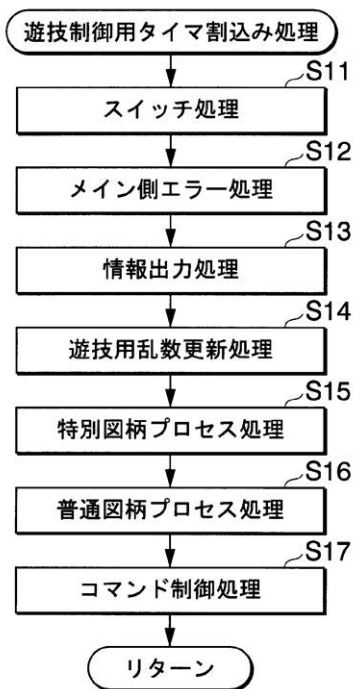 遊技制御用タイマ割込み処理
S11
スイッチ処理
S12
メイン側エラー処理
S13
情報出力処理
S14
遊技用乱数更新処理
S15
特別図柄プロセス処理
S16
普通図柄プロセス処理
S17
コマンド制御処理
リターン